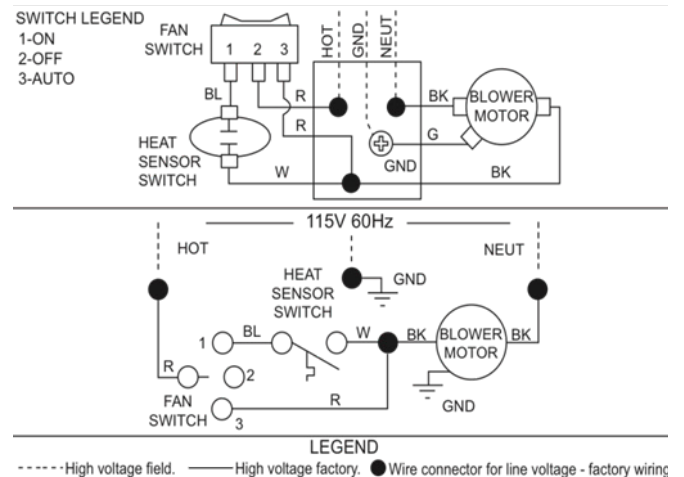 SWITCH LEGEND
1-ON
2-OFF
3-AUTO
FAN
SWITCH
1 2 3
HOT
GND
NEUT
BL
R
R
BK
BLOWER
MOTOR
G
GND
HEAT
SENSOR
SWITCH
W
BK
115V 60Hz
HOT
NEUT
HEAT
SENSOR
SWITCH
GND
1
BL
W
BK
BLOWER
MOTOR
BK
R
2
FAN
SWITCH
3
R
GND
LEGEND
High voltage field.
High voltage factory.
Wire connector for line voltage - factory wiring